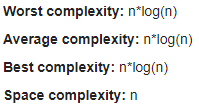 Worst complexity: n*log(n)
Average complexity: n*log(n)
Best complexity: n*log(n)
Space complexity: n